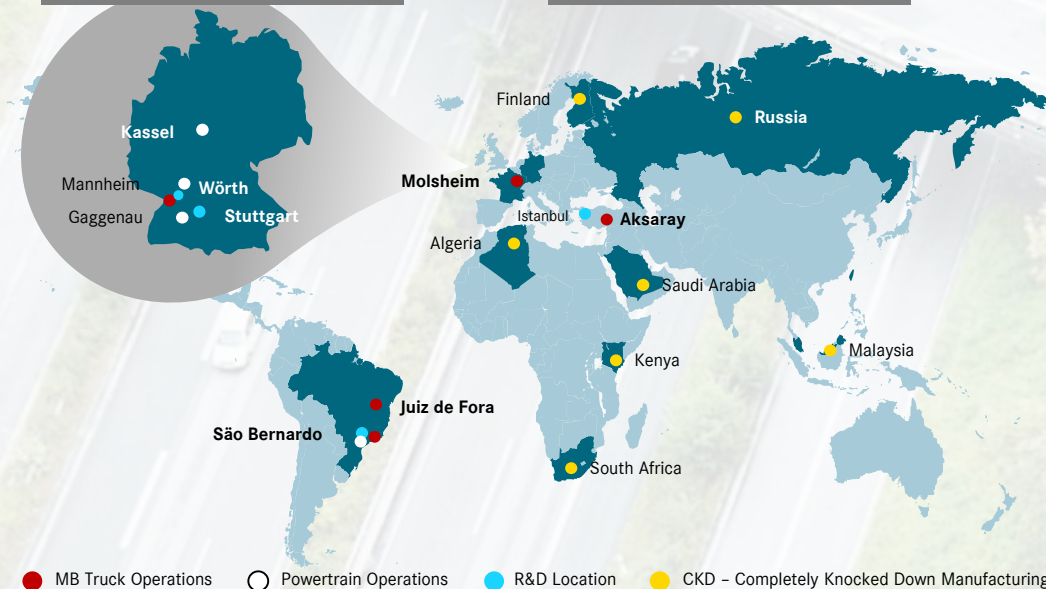 Finland
Russia
Kassel
Mannheim
Wörth
Molsheim
Gaggenau
Stuttgart
Istanbul
Aksaray
Algeria
Saudi Arabia
Malaysia
Kenya
Juiz de Fora
Säo Bernardo
South Africa
MB Truck Operations
Powertrain Operations
R&D Location
CKD – Completely Knocked Down Manufacturing